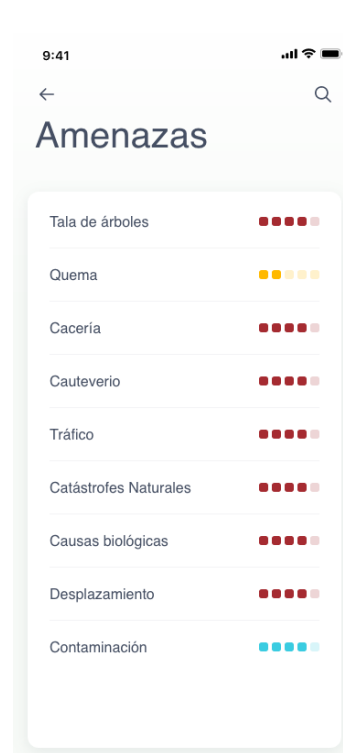 9:41
Amenazas
Tala de árboles
Quema
Cacería
Cauteverio
Tráfico
Catástrofes Naturales
Causas biológicas
Desplazamiento
Contaminación